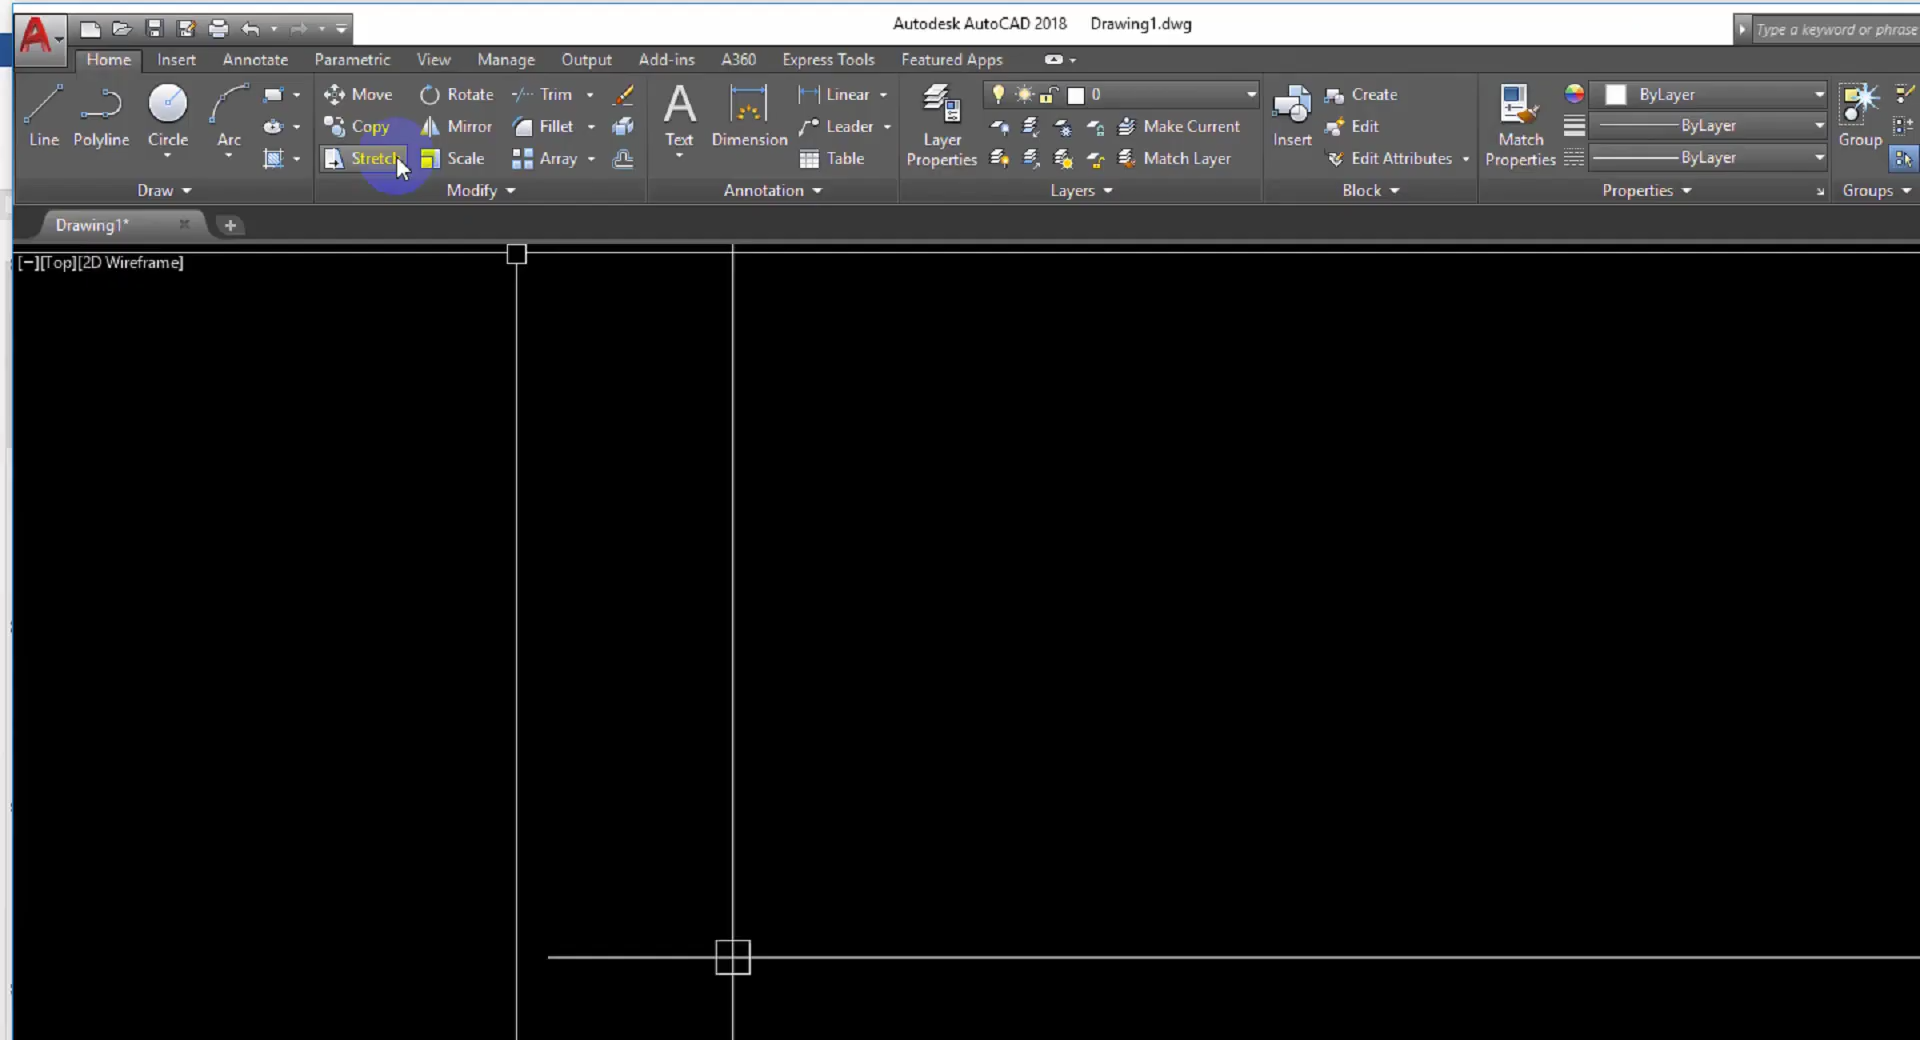 Autodesk AutoCAD 2018 Drawing1.dwg
Type a keyword or phrase
Home Insert Annotate Parametric View Manage Output Add-ins A360 Express Tools Featured Apps
Move Rotate Trim Linear 0 Create ByLayer
Copy Mirror Fillet Leader Make Current Edit ByLayer
Line Polyline Circle Arc Text Dimension Layer Properties Insert Match Properties Group
Stretch Scale Array Table Match Layer Edit Attributes ByLayer
Draw Modify Annotation Layers Block Properties Groups
Drawing1*
[−][Top][2D Wireframe]